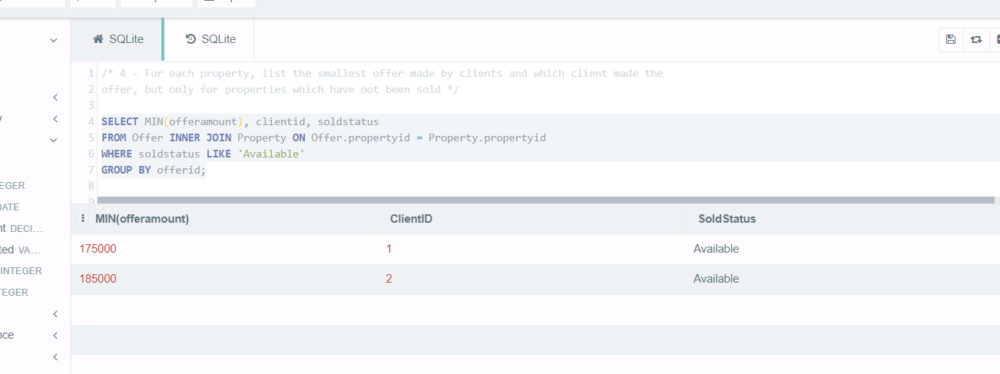 SQLite
SQLite
1 /* 4 - For each property, list the smallest offer made by clients and which client made the
2 offer, but only for properties which have not been sold */
3
4 SELECT MIN(offeramount), clientid, soldstatus
5 FROM Offer INNER JOIN Property ON Offer.propertyid = Property.propertyid
6 WHERE soldstatus LIKE 'Available'
7 GROUP BY offerid;
8
9
EGER
DATE
nt DECI...
ted VA...
INTEGER
TEGER
nce
MIN(offeramount) ClientID SoldStatus
175000 1 Available
185000 2 Available